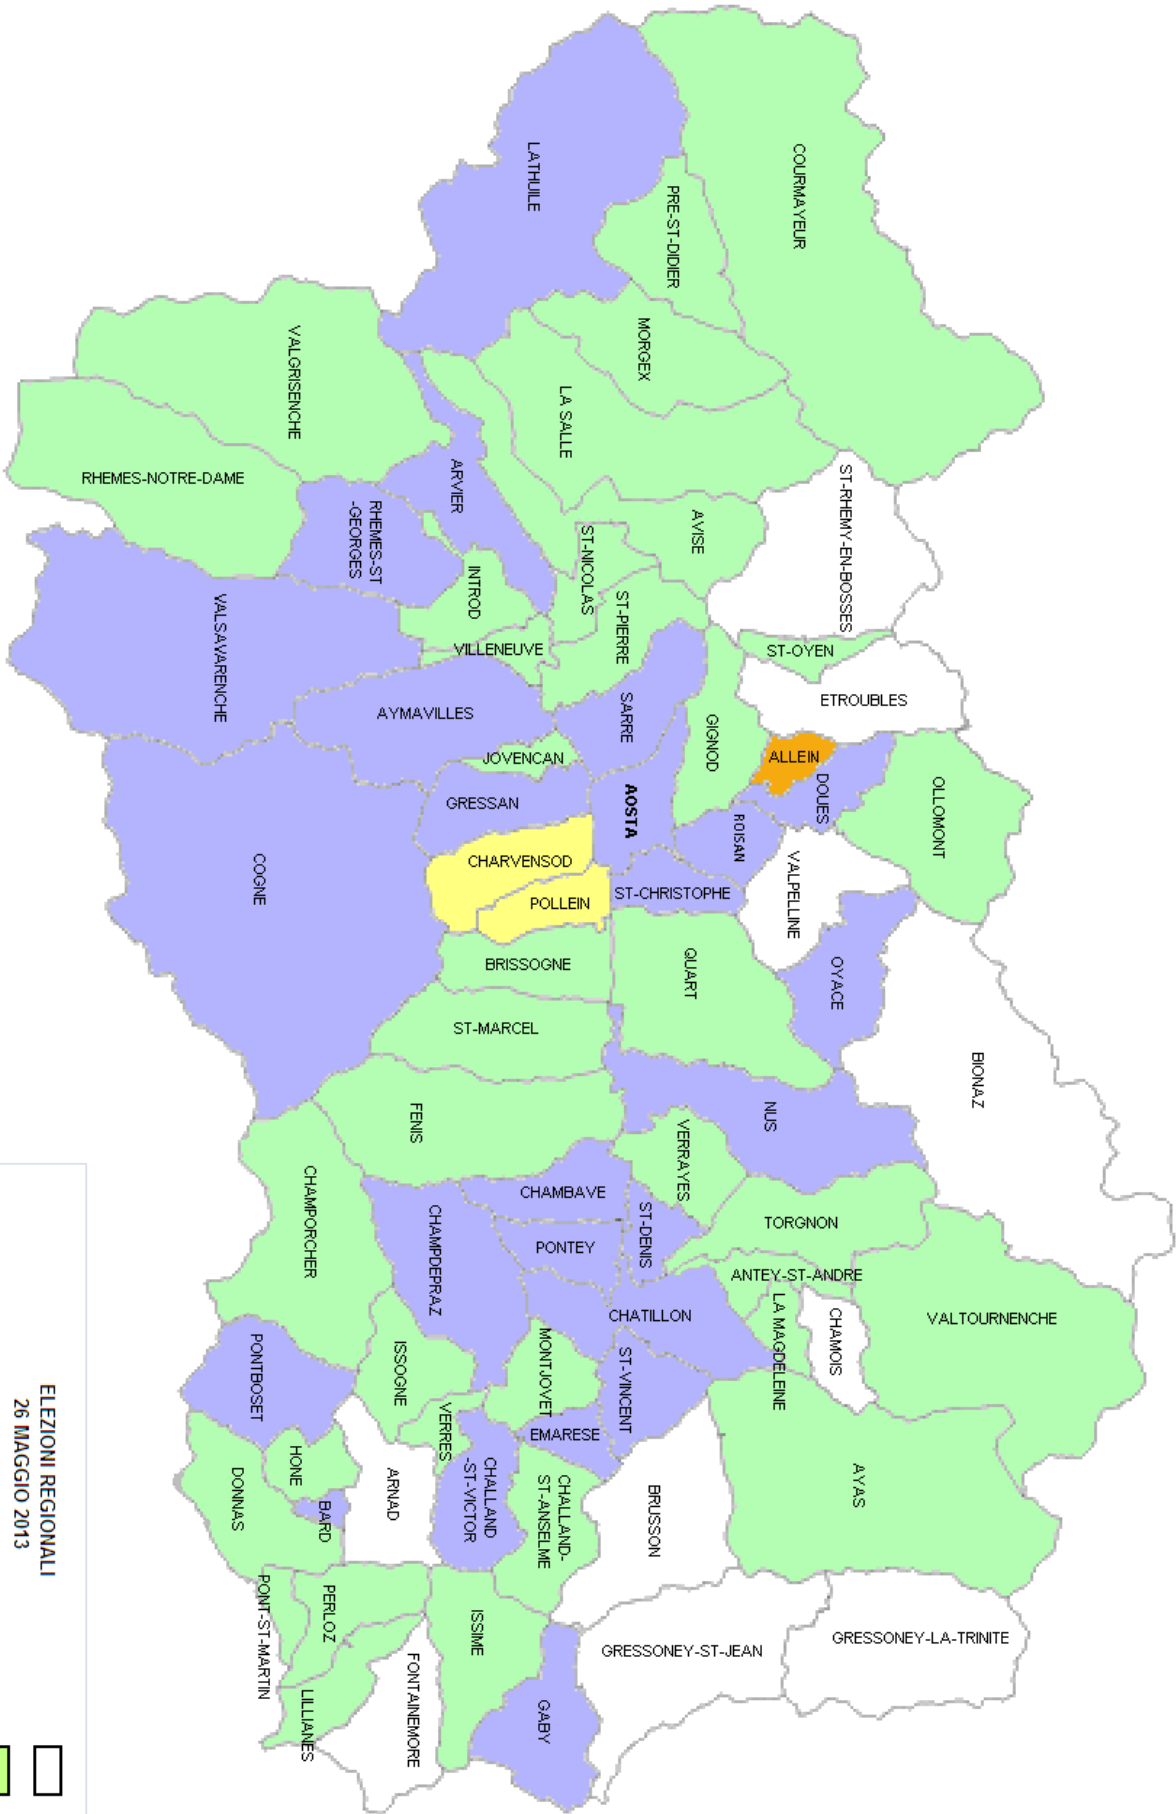 COURMAYEUR
PRE-ST-DIDIER
LATHUILE
MORGEX
LA SALLE
VALGRISENCHE
RHEMES-NOTRE-DAME
ARVIER
RHEMES-ST
-GEORGES
AVISE
ST-NICOLAS
ST-PIERRE
INTROD
VILLENEUVE
VALSAVARENCHE
ST-RHEMY-EN-BOSSES
ST-OYEN
ETROUBLES
GIGNOD
ALLEIN
DOUES
OLLOMONT
SARRE
AYMAVILLES
JOVENCAN
GRESSAN
AOSTA
ROISAN
VALPELLINE
ST-CHRISTOPHE
CHARVENSOD
POLLEIN
COGNE
BRISSOGNE
QUART
OYACE
BIONAZ
ST-MARCEL
FENIS
NUS
VERRAYES
CHAMBAVE
ST-DENIS
TORGNON
PONTEY
ANTEY-ST-ANDRE
VALTOURNENCHE
CHAMPORCHER
CHAMPDEPRAZ
CHATILLON
LA MAGDELEINE
CHAMOIS
PONTBOSET
ISSOGNE
MONTJOVET
ST-VINCENT
VERRES
EMARESE
AYAS
HONE
DONNAS
BARD
ARNAD
CHALLAND
-ST-VICTOR
CHALLAND-
ST-ANSELME
BRUSSON
PERLOZ
PONT-ST-MARTIN
ISSIME
LILLIANES
FONTAINEMORE
GABY
GRESSONEY-ST-JEAN
GRESSONEY-LA-TRINITE
ELEZIONI REGIONALI
26 MAGGIO 2013